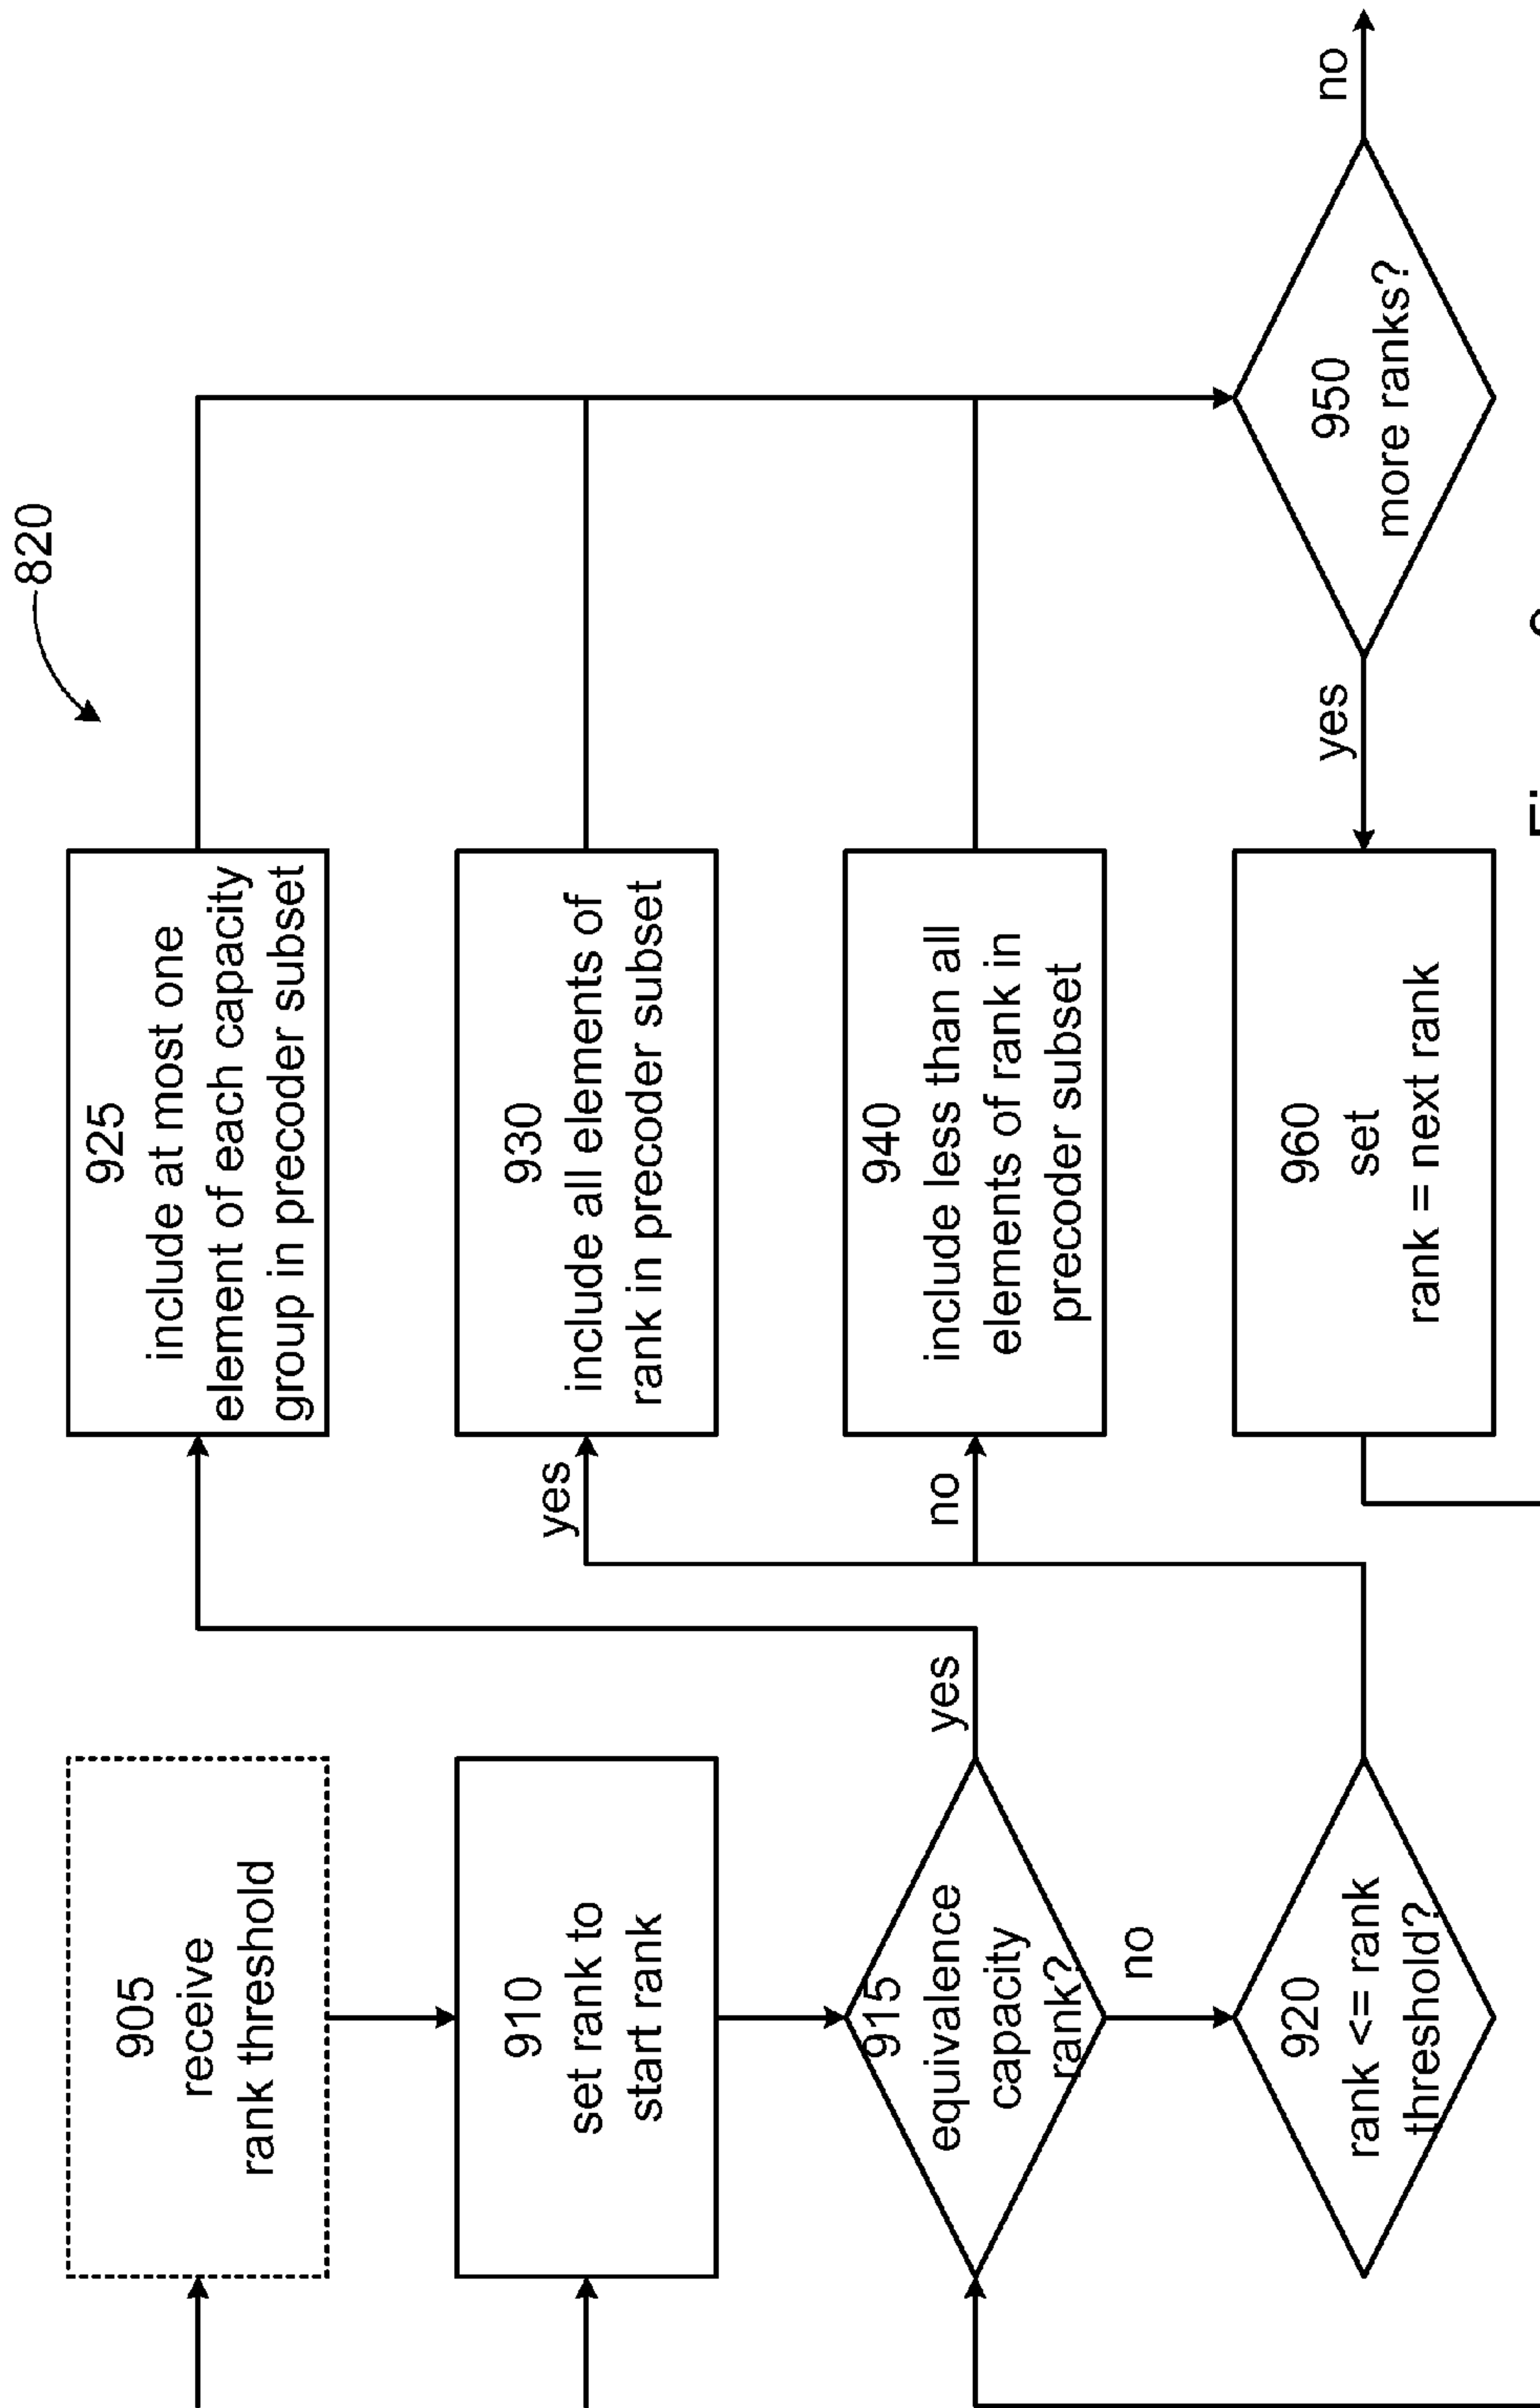 820
905
receive
rank threshold
910
set rank to
start rank
915
equivalence
capacity
rank?
yes
no
920
rank <= rank
threshold?
925
include at most one
element of each capacity
group in precoder subset
yes
930
include all elements of
rank in precoder subset
no
940
include less than all
elements of rank in
precoder subset
960
set
rank = next rank
yes
950
more ranks?
no